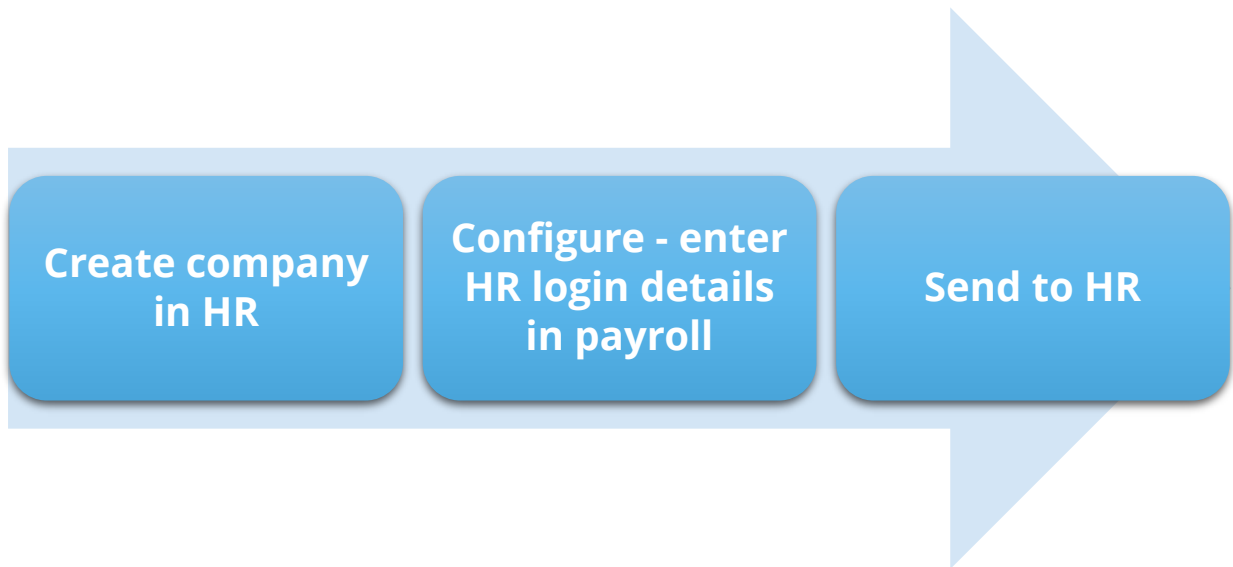 Create company
in HR
Configure - enter
HR login details
in payroll
Send to HR